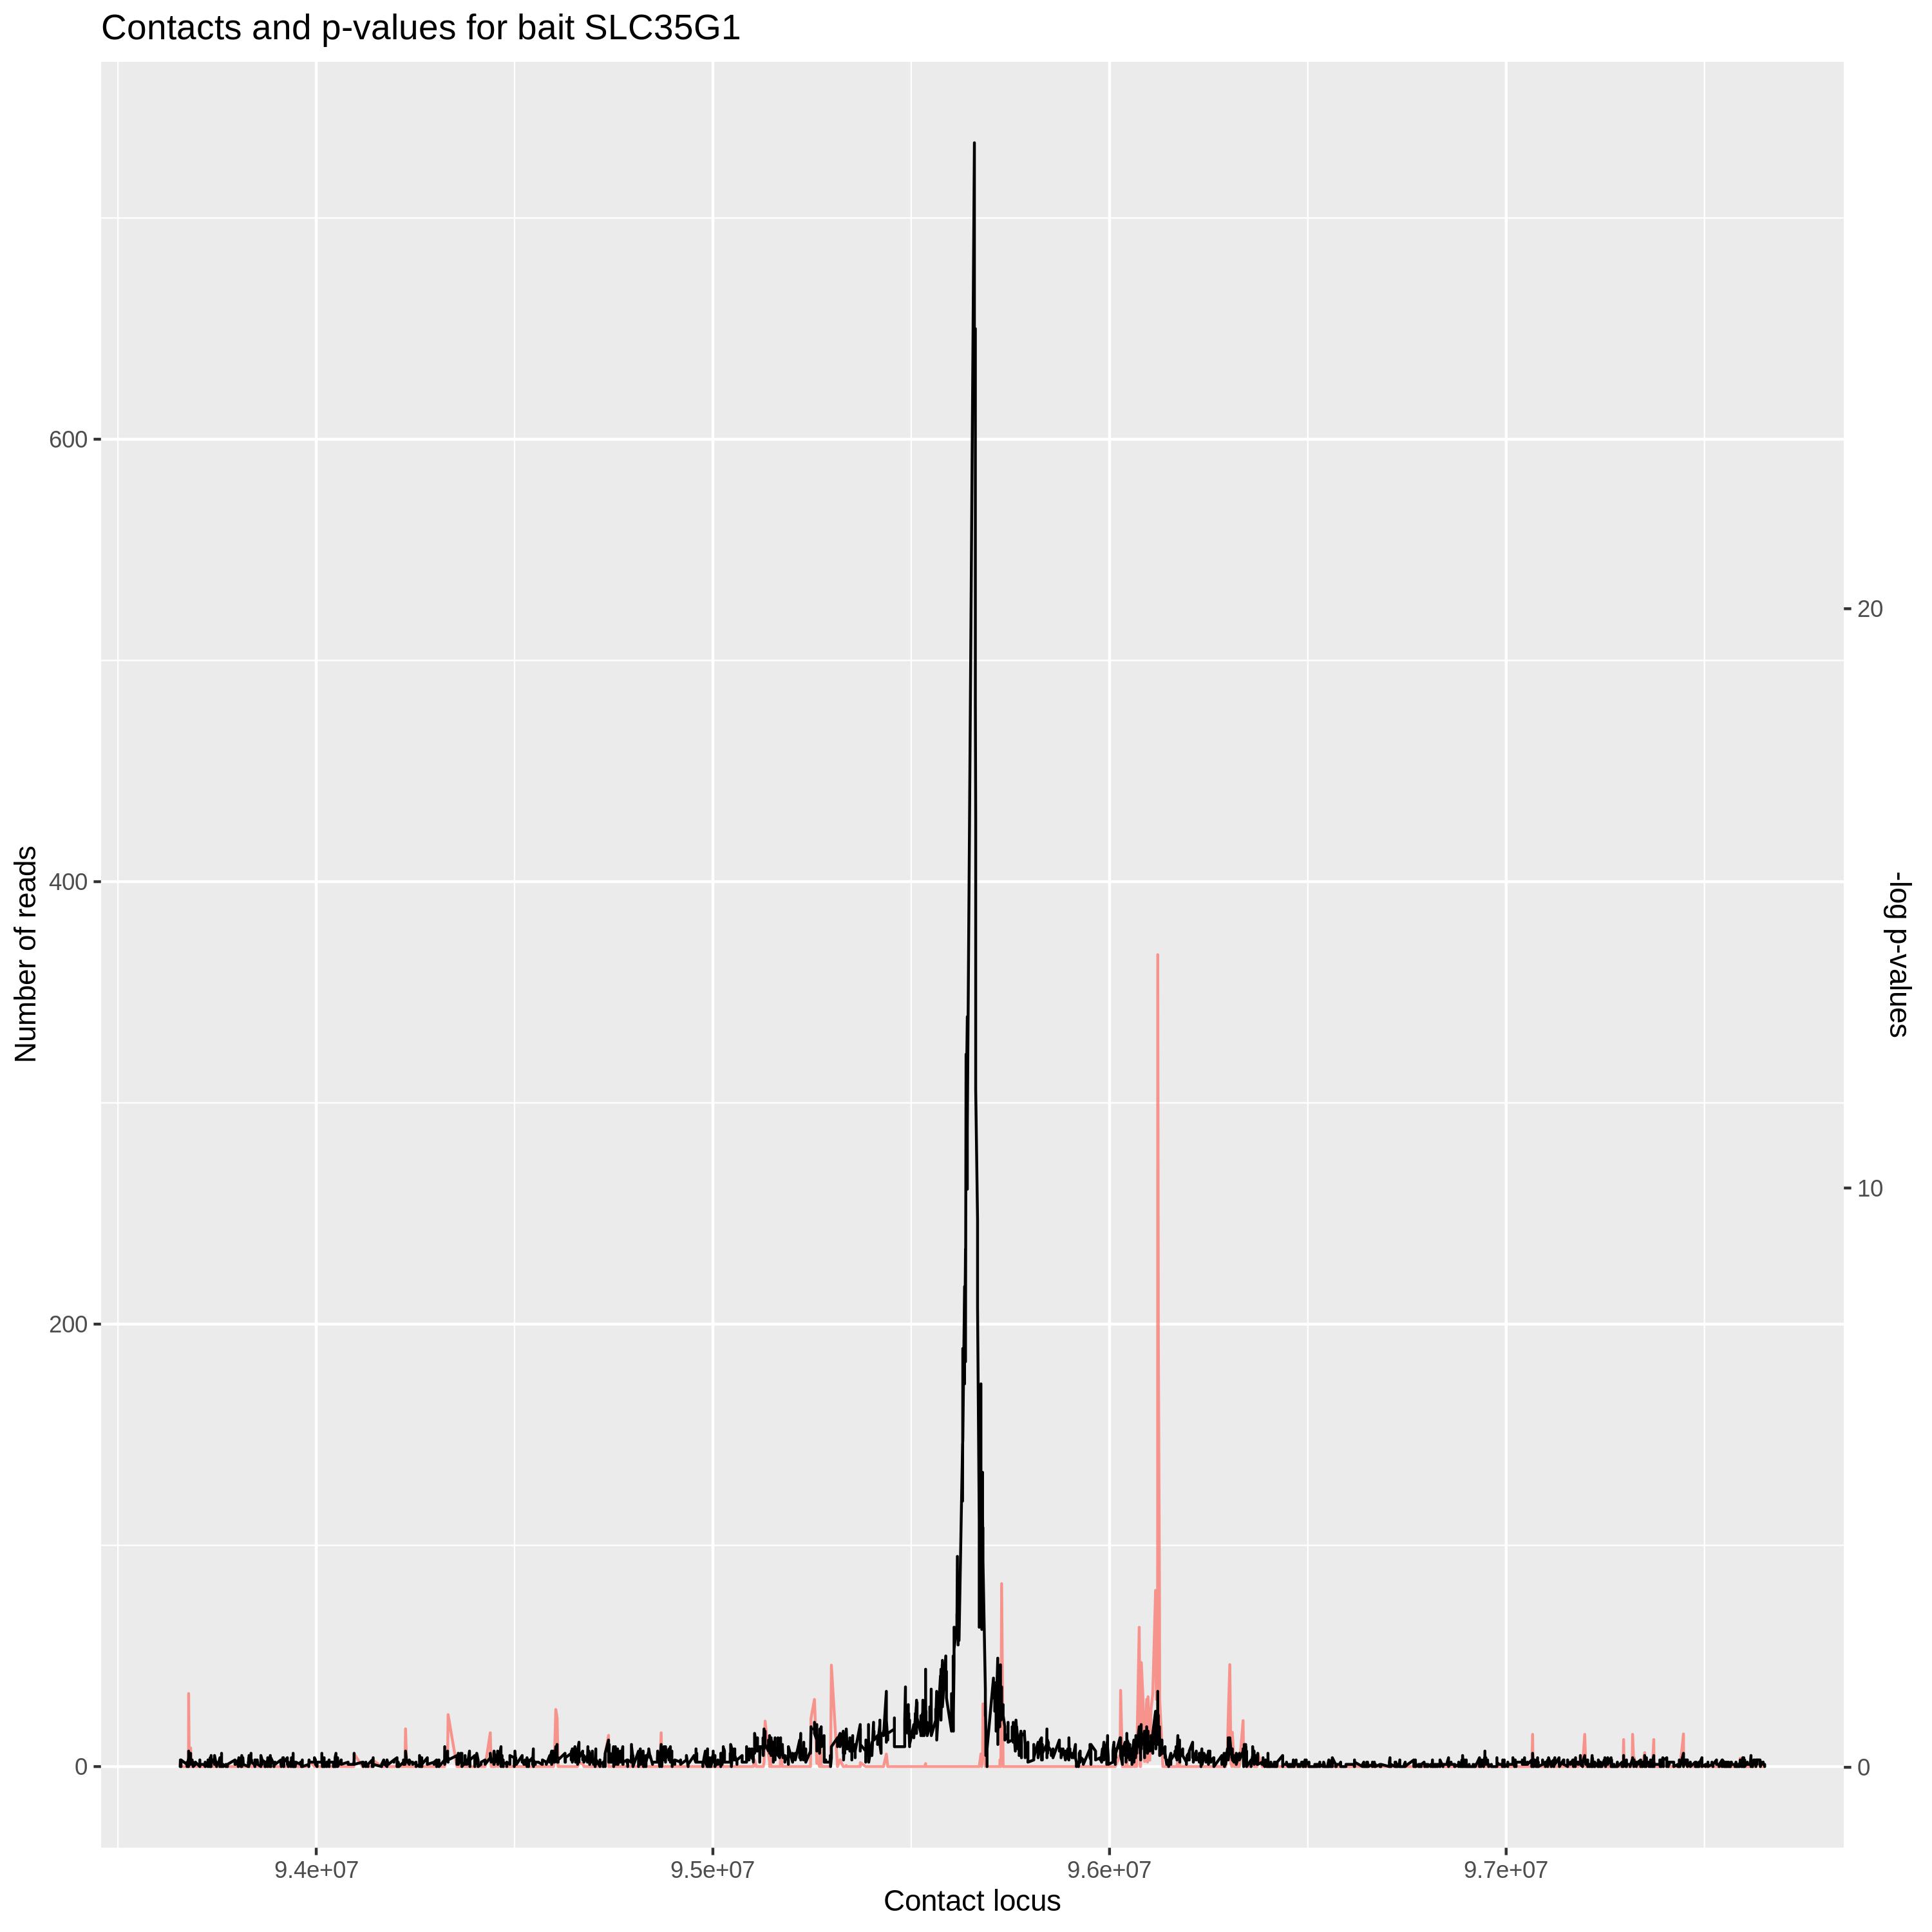 Contacts and p-values for bait SLC35G1
600
400
200
0
Number of reads
20
10
0
-log p-values
9.4e+07
9.5e+07
9.6e+07
9.7e+07
Contact locus